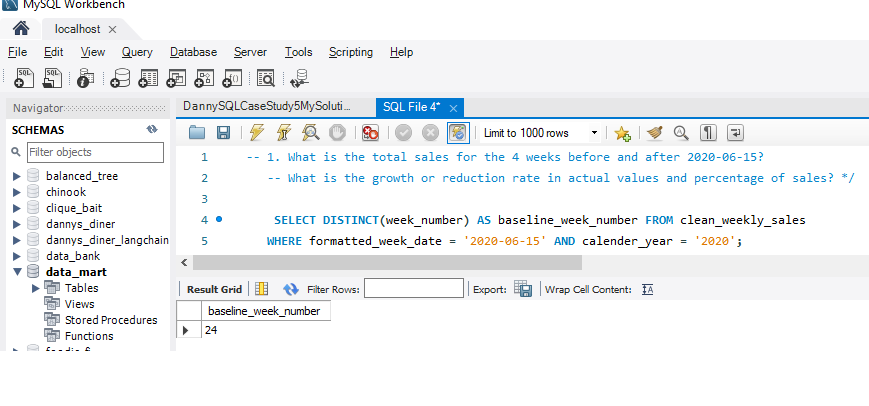 MySQL Workbench
localhost
File Edit View Query Database Server Tools Scripting Help
Navigator
DannySQLCaseStudy5MySoluti...
SQL File 4*
SCHEMAS
Filter objects
Limit to 1000 rows
balanced_tree
chinook
clique_bait
dannys_diner
dannys_diner_langchain
data_bank
data_mart
Tables
Views
Stored Procedures
Functions
1 -- 1. What is the total sales for the 4 weeks before and after 2020-06-15?
2 -- What is the growth or reduction rate in actual values and percentage of sales? */
3
4 SELECT DISTINCT(week_number) AS baseline_week_number FROM clean_weekly_sales
5 WHERE formatted_week_date = '2020-06-15' AND calender_year = '2020';
Result Grid Filter Rows: Export: Wrap Cell Content:
baseline_week_number
24